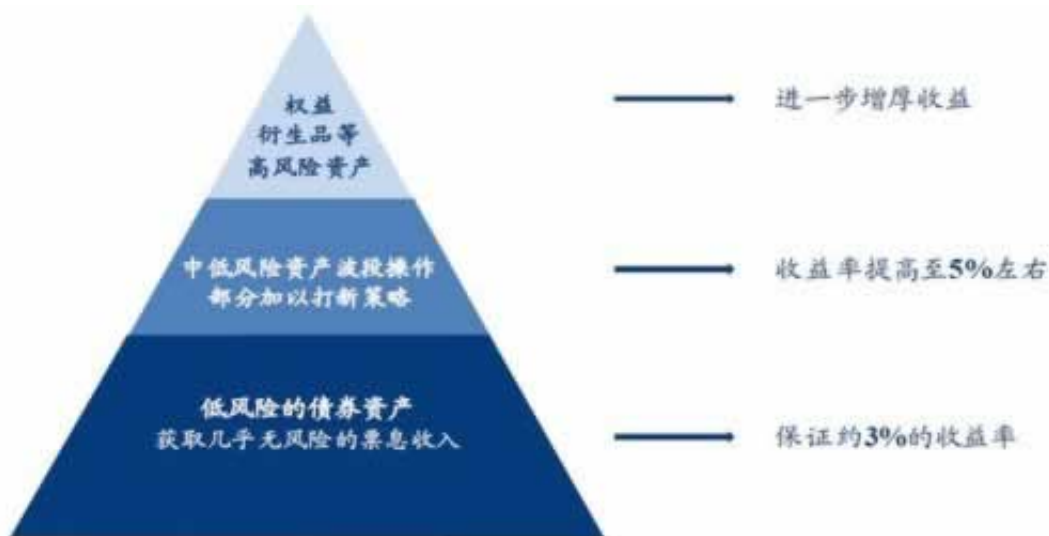 权益
衍生品等
高风险资产
进一步增厚收益
中低风险资产波段操作
部分加以打新策略
收益率提高至5%左右
低风险的债券资产
获取几乎无风险的票息收入
保证约3%的收益率